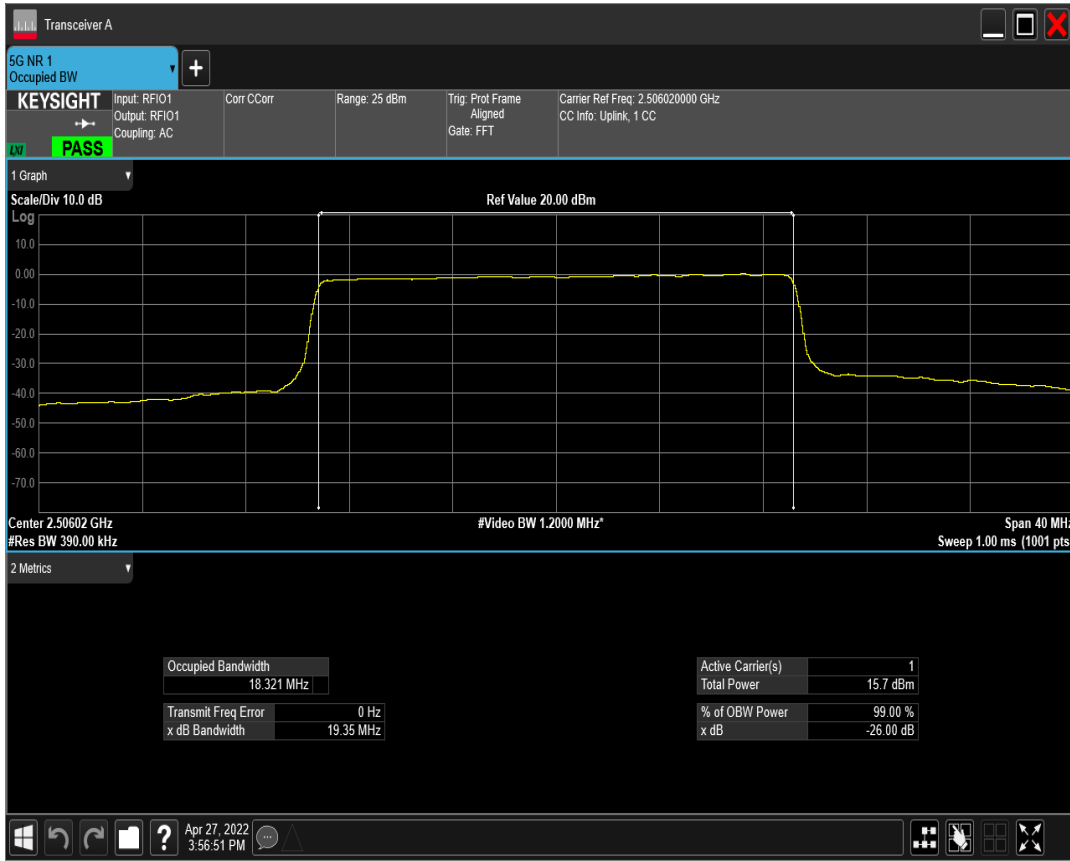 Transceiver A
5G NR 1
Occupied BW
+
KEYSIGHT
LXI
PASS
Input: RFIO1
Output: RFIO1
Coupling: AC
Corr CCorr
Range: 25 dBm
Trig: Prot Frame
Aligned
Gate: FFT
Carrier Ref Freq: 2.506020000 GHz
CC Info: Uplink, 1 CC
1 Graph
Scale/Div 10.0 dB
Ref Value 20.00 dBm
Log
10.0
0.00
-10.0
-20.0
-30.0
-40.0
-50.0
-60.0
-70.0
Center 2.50602 GHz
#Video BW 1.2000 MHz*
Span 40 MHz
#Res BW 390.00 kHz
Sweep 1.00 ms (1001 pts
2 Metrics
Occupied Bandwidth
18.321 MHz
Transmit Freq Error 0 Hz
x dB Bandwidth 19.35 MHz
Active Carrier(s) 1
Total Power 15.7 dBm
% of OBW Power 99.00 %
x dB -26.00 dB
?
Apr 27, 2022
3:56:51 PM